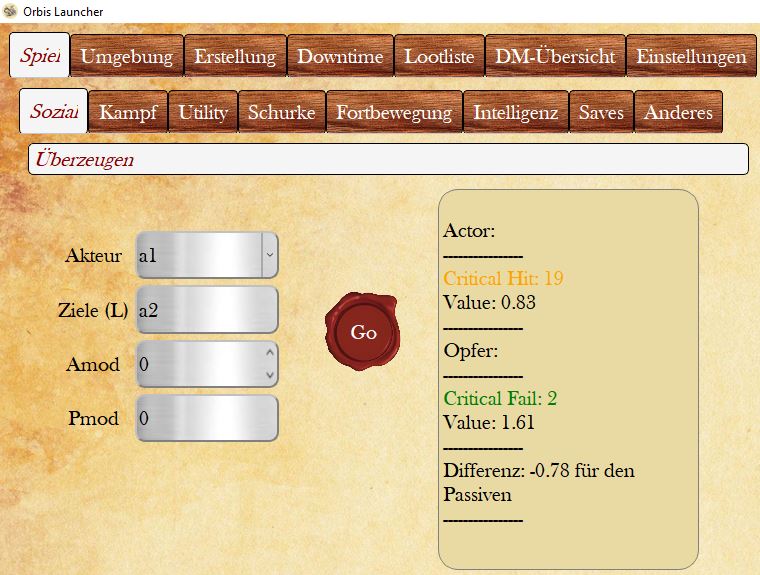 Orbis Launcher
Spiel Umgebung Erstellung Downtime Lootliste DM-Übersicht Einstellungen
Sozial Kampf Utility Schurke Fortbewegung Intelligenz Saves Anderes
Überzeugen
Akteur a1
Ziele (L) a2
Amod 0
Pmod 0
Go
Actor:
----------------
Critical Hit: 19
Value: 0.83
----------------
Opfer:
----------------
Critical Fail: 2
Value: 1.61
----------------
Differenz: -0.78 für den
Passiven
----------------